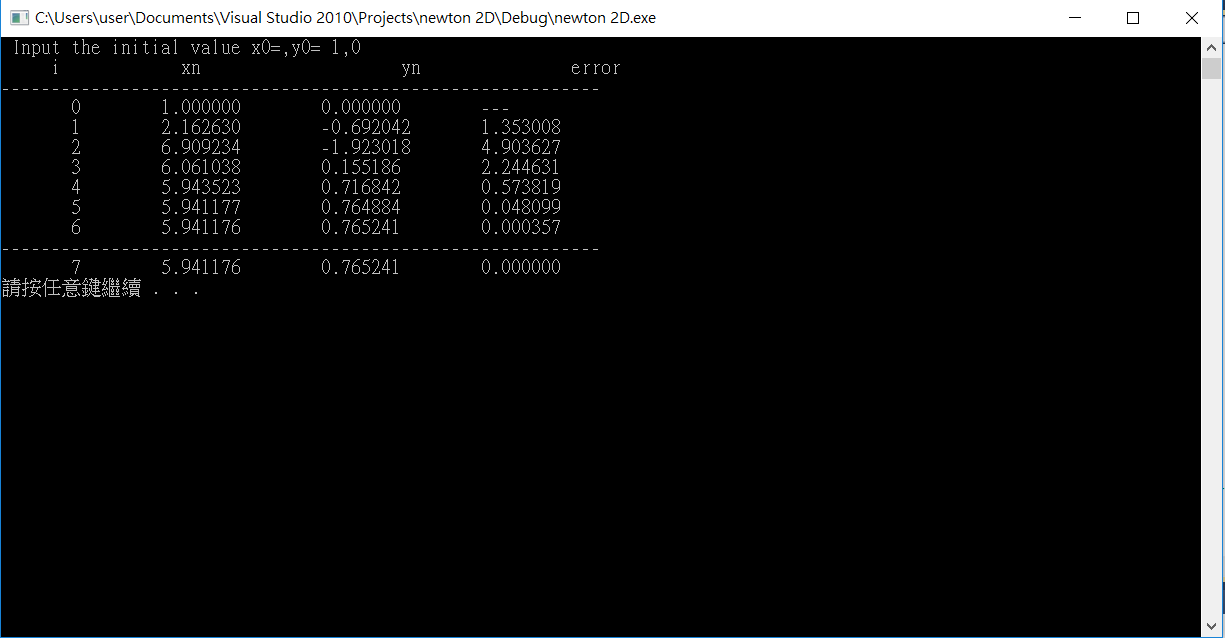 C:\Users\user\Documents\Visual Studio 2010\Projects\newton 2D\Debug\newton 2D.exe
Input the initial value x0=,y0= 1,0
i xn yn error
------------------------------------------------------------
0 1.000000 0.000000 ---
1 2.162630 -0.692042 1.353008
2 6.909234 -1.923018 4.903627
3 6.061038 0.155186 2.244631
4 5.943523 0.716842 0.573819
5 5.941177 0.764884 0.048099
6 5.941176 0.765241 0.000357
------------------------------------------------------------
7 5.941176 0.765241 0.000000
請按任意鍵繼續 . . .